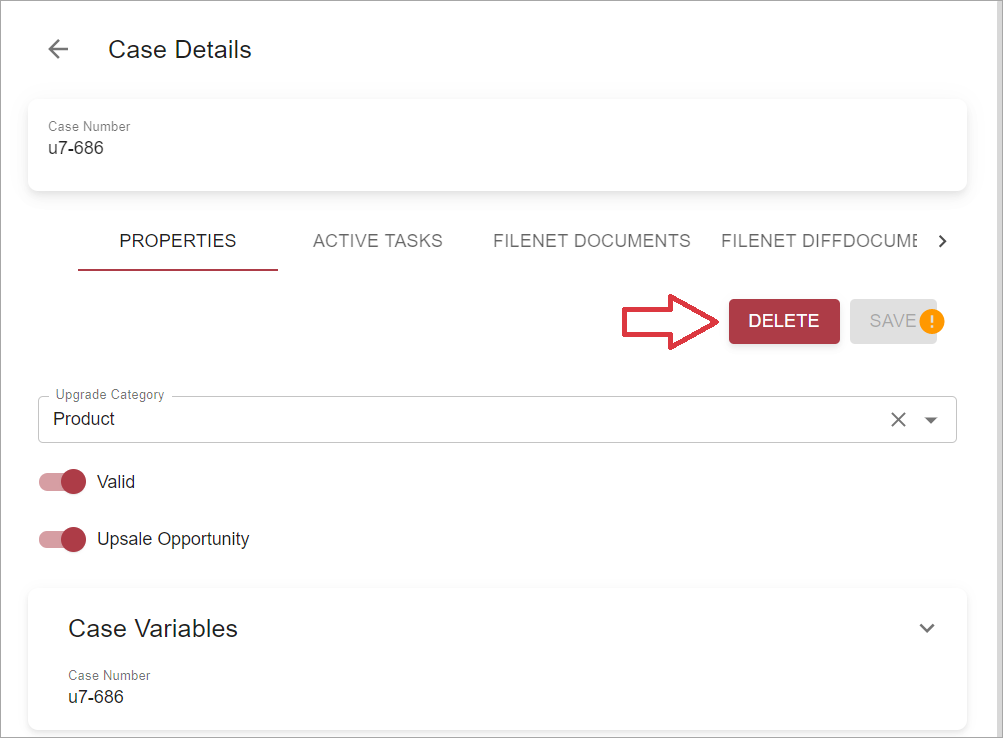 Case Details
Case Number
u7-686
PROPERTIES ACTIVE TASKS FILENET DOCUMENTS FILENET DIFFDOCUME
DELETE SAVE !
Upgrade Category
Product
Valid
Upsale Opportunity
Case Variables
Case Number
u7-686